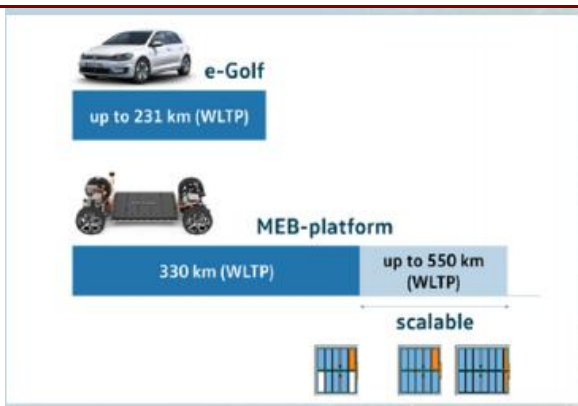 e-Golf
up to 231 km (WLTP)
MEB-platform
330 km (WLTP)
up to 550 km
(WLTP)
scalable